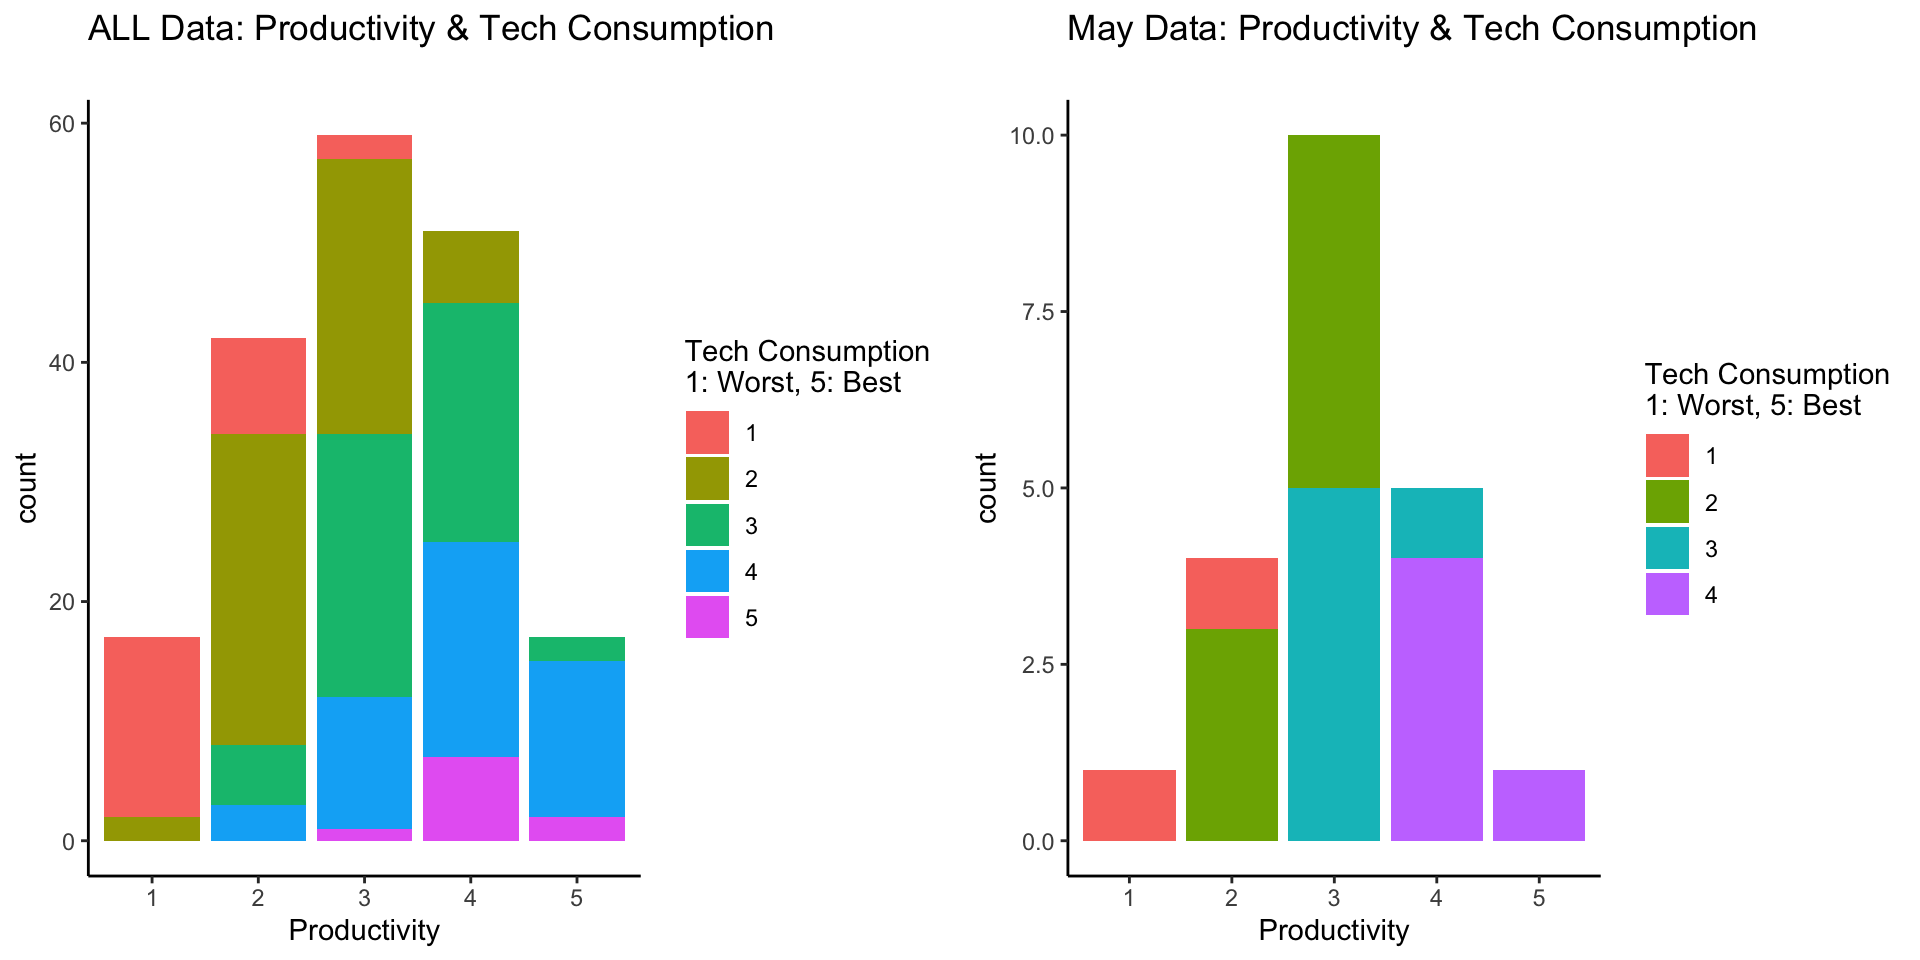 ALL Data: Productivity & Tech Consumption
60
40
20
0
count
1
2
3
4
5
Productivity
Tech Consumption
1: Worst, 5: Best
1
2
3
4
5
May Data: Productivity & Tech Consumption
10.0
7.5
5.0
2.5
0.0
count
1
2
3
4
5
Productivity
Tech Consumption
1: Worst, 5: Best
1
2
3
4